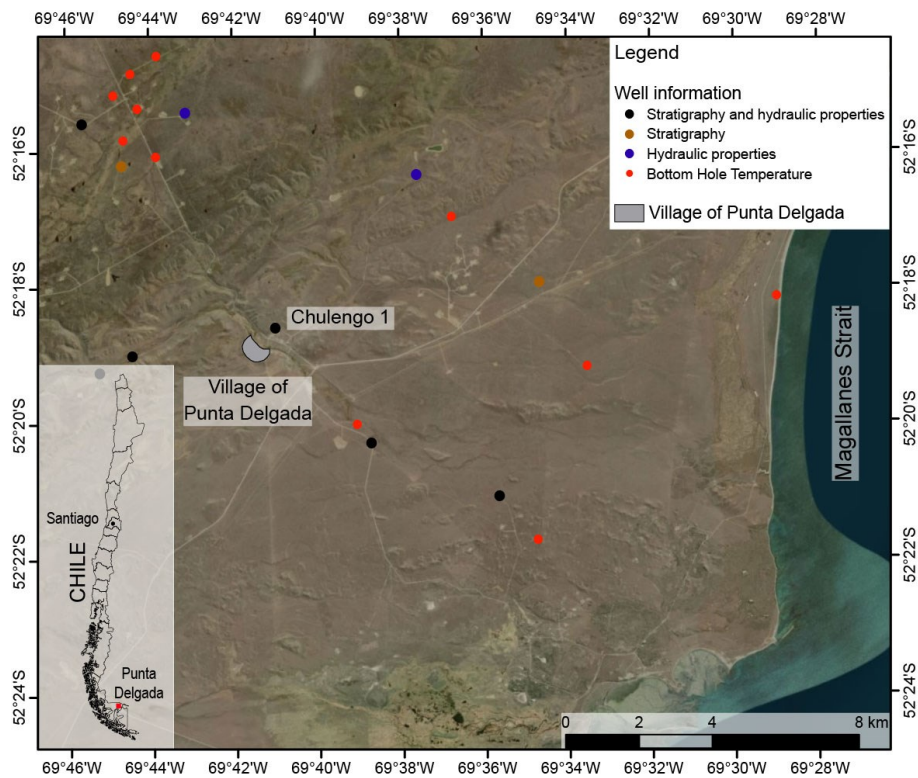 69°46'W 69°44'W 69°42'W 69°40'W 69°38'W 69°36'W 69°34'W 69°32'W 69°30'W 69°28'W
Legend
Well information
Stratigraphy and hydraulic properties
Stratigraphy
Hydraulic properties
Bottom Hole Temperature
Village of Punta Delgada
52°16'S
52°16'S
52°18'S
52°18'S
Chulengo 1
Village of
Punta Delgada
Magallanes Strait
52°20'S
52°20'S
Santiago
CHILE
52°22'S
52°22'S
Punta
Delgada
52°24'S
52°24'S
0 2 4 8 km
69°46'W 69°44'W 69°42'W 69°40'W 69°38'W 69°36'W 69°34'W 69°32'W 69°30'W 69°28'W